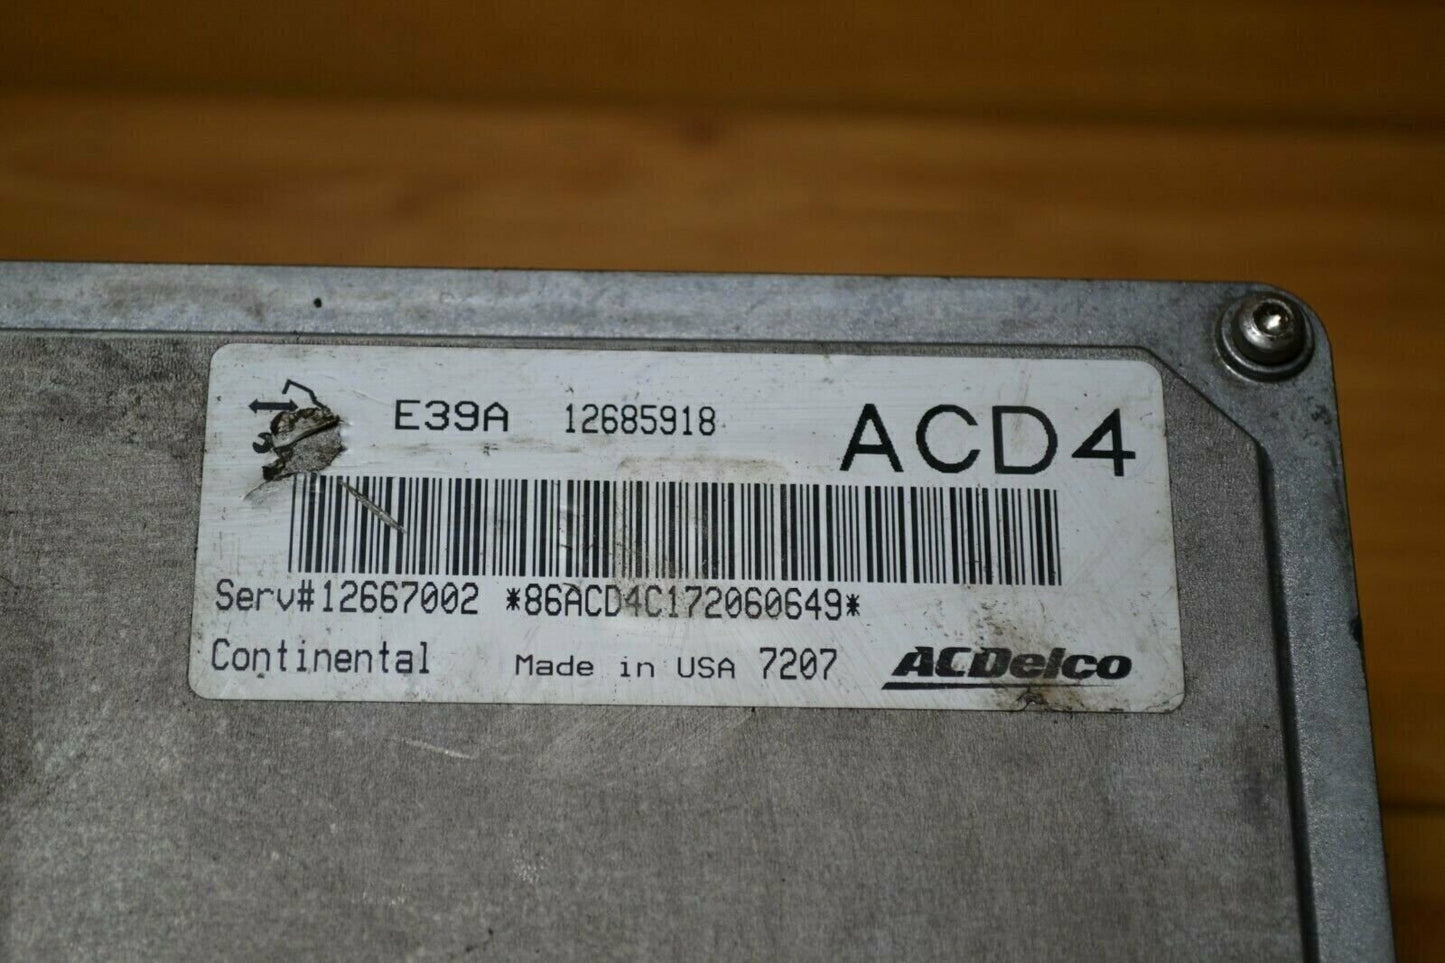 E39A 12685918 ACD4
Serv#12667002 *86ACD4C172060649*
Continental Made in USA 7207 ACDelco